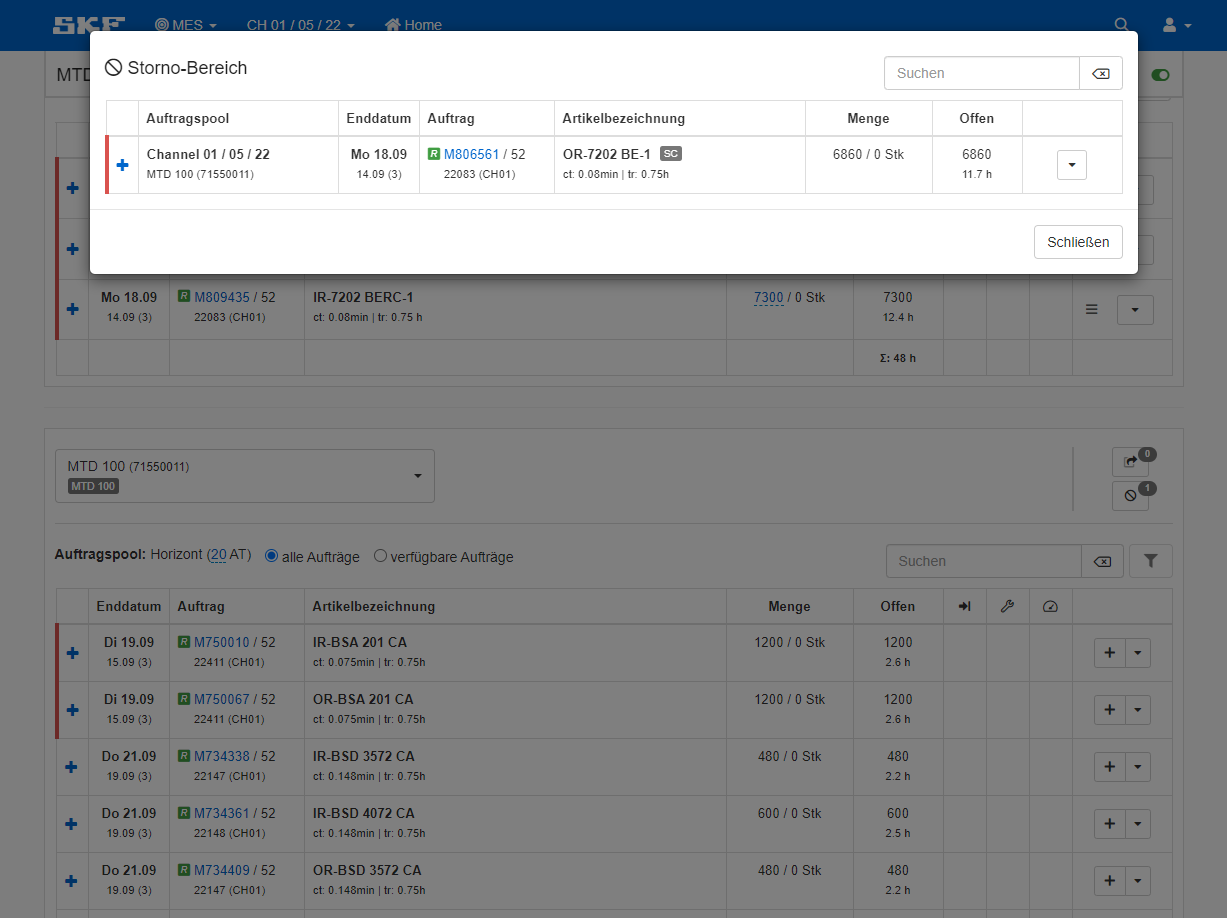 SKF MES CH 01 / 05 / 22 Home
MTD
Storno-Bereich
Suchen
Auftragspool Enddatum Auftrag Artikelbezeichnung Menge Offen
Channel 01 / 05 / 22 Mo 18.09 R M806561 / 52 OR-7202 BE-1 SC 6860 / 0 Stk 6860
MTD 100 (71550011) 14.09 (3) 22083 (CH01) ct: 0.08min | tr: 0.75h 11.7 h
Schließen
Mo 18.09 R M809435 / 52 IR-7202 BERC-1 7300 / 0 Stk 7300
14.09 (3) 22083 (CH01) ct: 0.08min | tr: 0.75 h 12.4 h
Σ: 48 h
MTD 100 (71550011)
MTD 100
0
1
Auftragspool: Horizont (20 AT) alle Aufträge verfügbare Aufträge Suchen
Enddatum Auftrag Artikelbezeichnung Menge Offen
Di 19.09 R M750010 / 52 IR-BSA 201 CA 1200 / 0 Stk 1200
15.09 (3) 22411 (CH01) ct: 0.075min | tr: 0.75h 2.6 h
Di 19.09 R M750067 / 52 OR-BSA 201 CA 1200 / 0 Stk 1200
15.09 (3) 22411 (CH01) ct: 0.075min | tr: 0.75h 2.6 h
Do 21.09 R M734338 / 52 IR-BSD 3572 CA 480 / 0 Stk 480
19.09 (3) 22147 (CH01) ct: 0.148min | tr: 0.75h 2.2 h
Do 21.09 R M734361 / 52 IR-BSD 4072 CA 600 / 0 Stk 600
19.09 (3) 22148 (CH01) ct: 0.148min | tr: 0.75h 2.5 h
Do 21.09 R M734409 / 52 OR-BSD 3572 CA 480 / 0 Stk 480
19.09 (3) 22147 (CH01) ct: 0.148min | tr: 0.75h 2.2 h